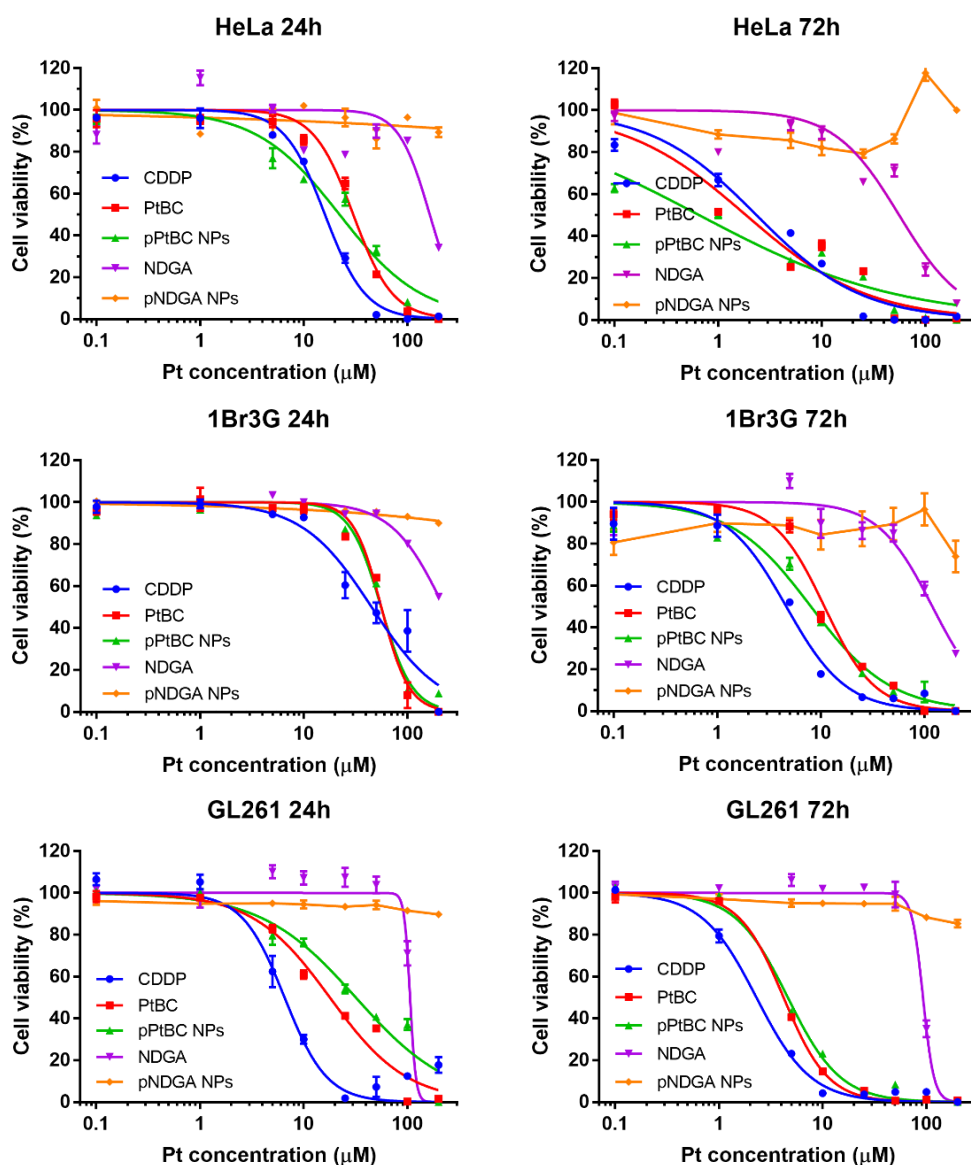 HeLa 24h
Cell viability (%)
120
100
80
60
40
20
0
CDDP
PtBC
pPtBC NPs
NDGA
pNDGA NPs
0.1 1 10 100
Pt concentration (μM)
HeLa 72h
Cell viability (%)
120
100
80
60
40
20
0
CDDP
PtBC
pPtBC NPs
NDGA
pNDGA NPs
0.1 1 10 100
Pt concentration (μM)
1Br3G 24h
Cell viability (%)
120
100
80
60
40
20
0
CDDP
PtBC
pPtBC NPs
NDGA
pNDGA NPs
0.1 1 10 100
Pt concentration (μM)
1Br3G 72h
Cell viability (%)
120
100
80
60
40
20
0
CDDP
PtBC
pPtBC NPs
NDGA
pNDGA NPs
0.1 1 10 100
Pt concentration (μM)
GL261 24h
Cell viability (%)
120
100
80
60
40
20
0
CDDP
PtBC
pPtBC NPs
NDGA
pNDGA NPs
0.1 1 10 100
Pt concentration (μM)
GL261 72h
Cell viability (%)
120
100
80
60
40
20
0
CDDP
PtBC
pPtBC NPs
NDGA
pNDGA NPs
0.1 1 10 100
Pt concentration (μM)